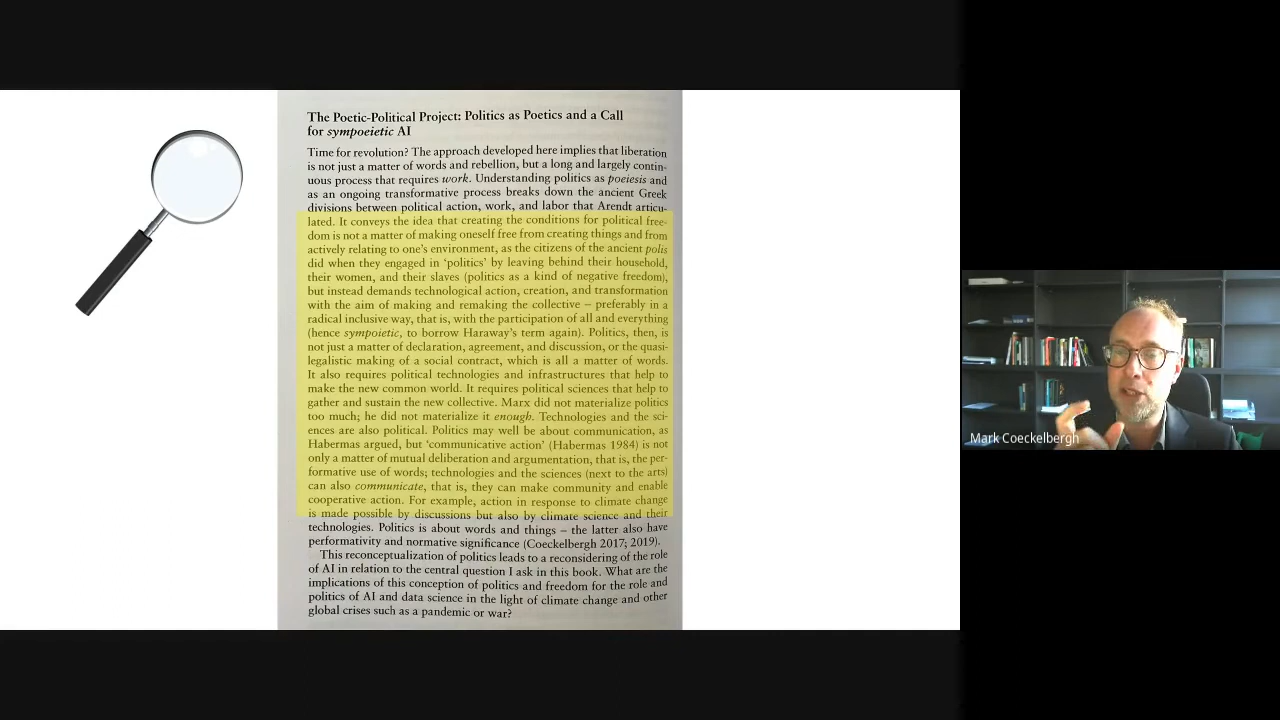 The Poetic-Political Project: Politics as Poetics and a Call
for sympoeietic AI
Time for revolution? The approach developed here implies that liberation
is not just a matter of words and rebellion, but a long and largely contin-
uous process that requires work. Understanding politics as poeiesis and
as an ongoing transformative process breaks down the ancient Greek
divisions between political action, work, and labor that Arendt articu-
lated. It conveys the idea that creating the conditions for political free-
dom is not a matter of making oneself free from creating things and from
actively relating to one's environment, as the citizens of the ancient polis
did when they engaged in 'politics' by leaving behind their household,
their women, and their slaves (politics as a kind of negative freedom),
but instead demands technological action, creation, and transformation
with the aim of making and remaking the collective – preferably in a
radical inclusive way, that is, with the participation of all and everything
(hence sympoietic, to borrow Haraway's term again). Politics, then, is
not just a matter of declaration, agreement, and discussion, or the quasi-
legalistic making of a social contract, which is all a matter of words.
It also requires political technologies and infrastructures that help to
make the new common world. It requires political sciences that help to
gather and sustain the new collective. Marx did not materialize politics
too much; he did not materialize it enough. Technologies and the sci-
ences are also political. Politics may well be about communication, as
Habermas argued, but 'communicative action' (Habermas 1984) is not
only a matter of mutual deliberation and argumentation, that is, the per-
formative use of words; technologies and the sciences (next to the arts)
can also communicate, that is, they can make community and enable
cooperative action. For example, action in response to climate change
is made possible by discussions but also by climate science and their
technologies. Politics is about words and things – the latter also have
performativity and normative significance (Coeckelbergh 2017; 2019).
This reconceptualization of politics leads to a reconsidering of the role
of AI in relation to the central question I ask in this book. What are the
implications of this conception of politics and freedom for the role and
politics of AI and data science in the light of climate change and other
global crises such as a pandemic or war?
Mark Coeckelbergh